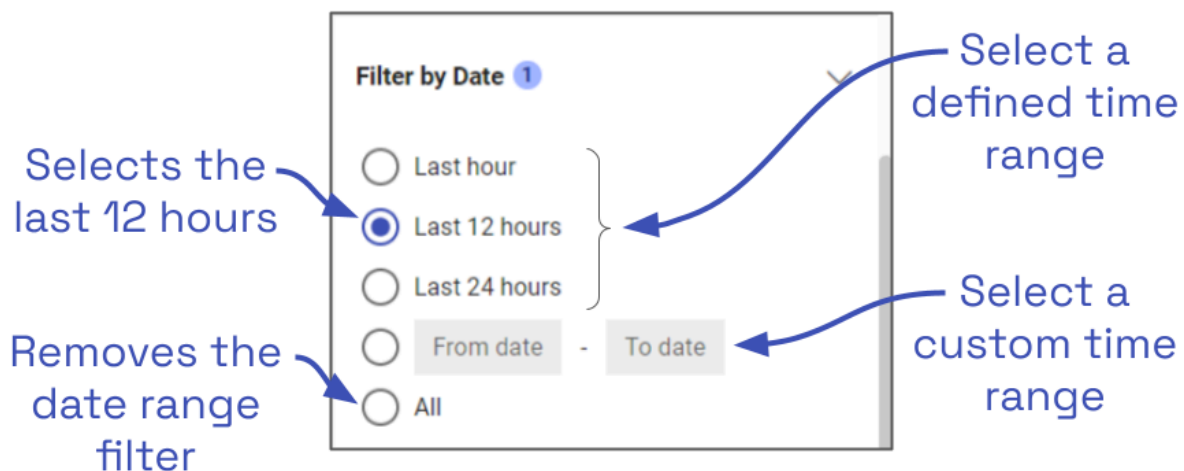 Filter by Date 1
Last hour
Last 12 hours
Last 24 hours
From date - To date
All
Selects the
last 12 hours
Removes the
date range
filter
Select a
defined time
range
Select a
custom time
range